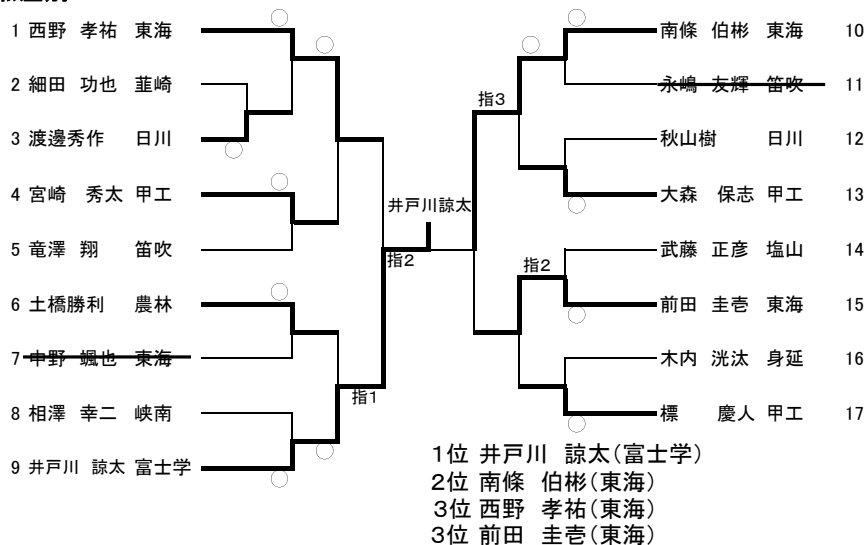 1 西野 孝祐 東海
2 細田 功也 韮崎
3 渡邊秀作 日川
4 宮崎 秀太 甲工
5 竜澤 翔 笛吹
6 土橋勝利 農林
7 中野 颯也 東海
8 相澤 幸二 峡南
9 井戸川 諒太 富士学
指1
指2
井戸川諒太
指3
指2
南條 伯彬 東海 10
永嶋 友輝 笛吹 11
秋山樹 日川 12
大森 保志 甲工 13
武藤 正彦 塩山 14
前田 圭壱 東海 15
木内 洸汰 身延 16
標 慶人 甲工 17
1位 井戸川 諒太(富士学)
2位 南條 伯彬(東海)
3位 西野 孝祐(東海)
3位 前田 圭壱(東海)